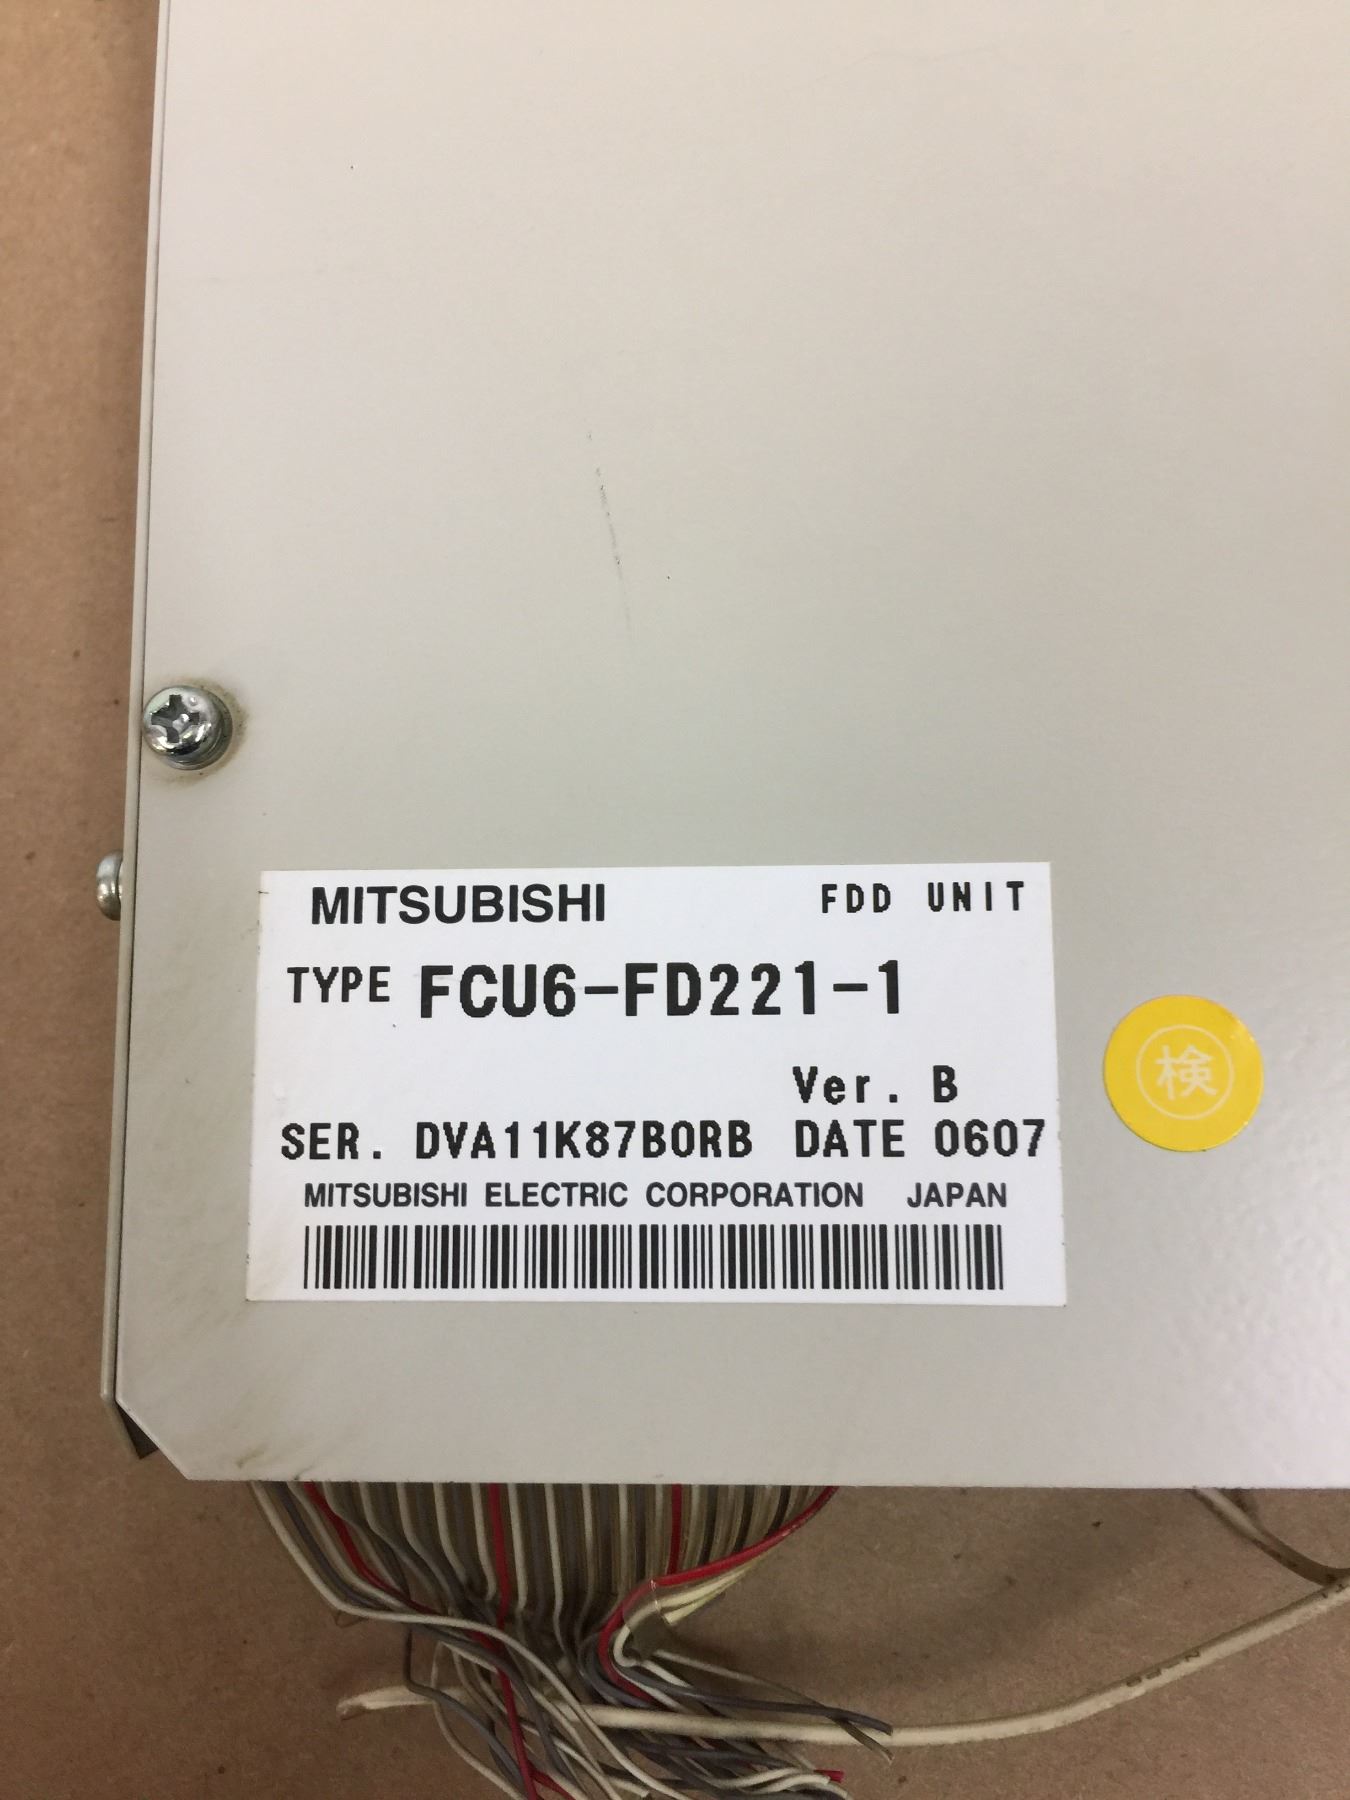 MITSUBISHI FDD UNIT
TYPE FCU6-FD221-1
Ver. B
SER. DVA11K87B0RB DATE 0607
MITSUBISHI ELECTRIC CORPORATION JAPAN
検